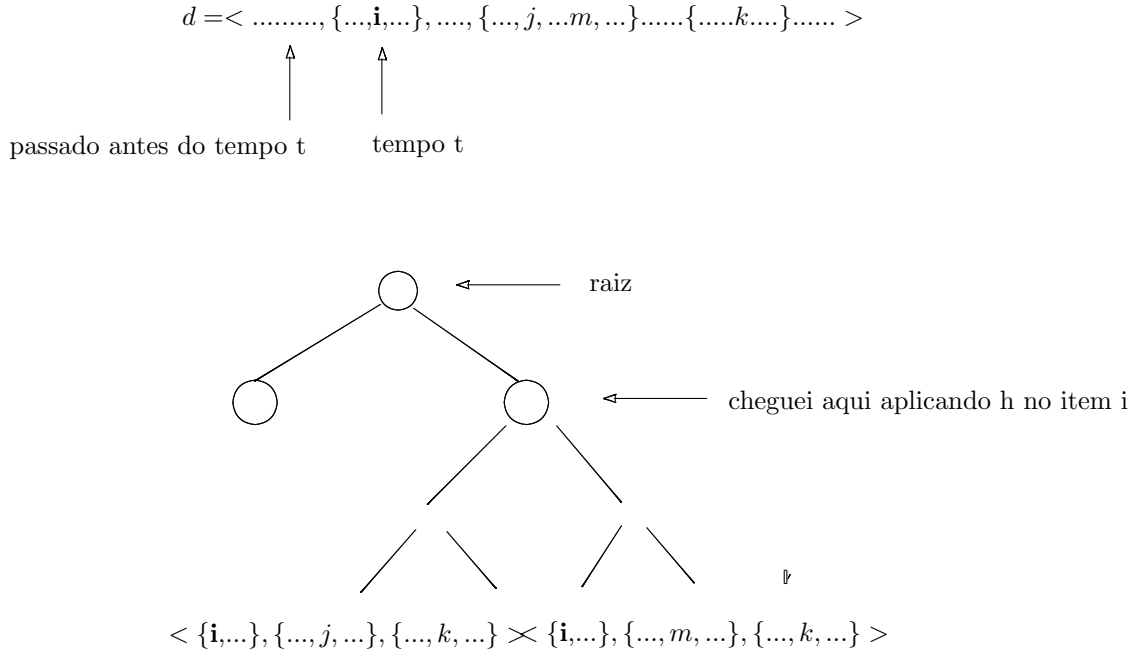 d =< ........., {...,i,...}, ...., {..., j, ...m, ...}......{.....k....}...... >
passado antes do tempo t
tempo t
raiz
cheguei aqui aplicando h no item i
< {i,...}, {..., j, ...}, {..., k, ...} >< {i,...}, {..., m, ...}, {..., k, ...} >